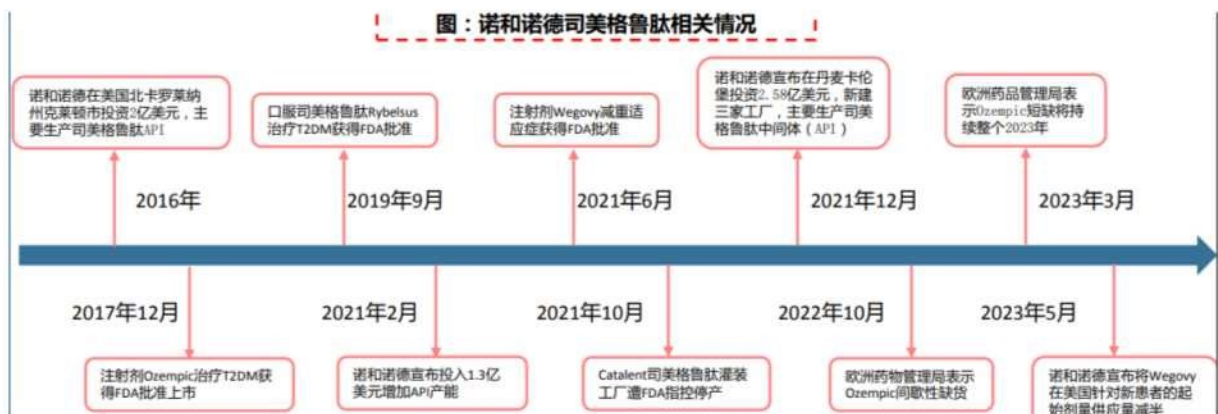 图：诺和诺德司美格鲁肽相关情况
诺和诺德在美国北卡罗莱纳
州克莱顿市投资2亿美元，主
要生产司美格鲁肽API
口服司美格鲁肽Rybelsus
治疗T2DM获得FDA批准
注射剂Wegovy减重适
应症获得FDA批准
诺和诺德宣布在丹麦卡伦
堡投资2.58亿美元，新建
三家工厂，主要生产司美
格鲁肽中间体（API）
欧洲药品管理局表
示Ozempic短缺将持
续整个2023年
2016年
2019年9月
2021年6月
2021年12月
2023年3月
2017年12月
2021年2月
2021年10月
2022年10月
2023年5月
注射剂Ozempic治疗T2DM获
得FDA批准上市
诺和诺德宣布投入1.3亿
美元增加API产能
Catalent司美格鲁肽灌装
工厂遭FDA指控停产
欧洲药物管理局表示
Ozempic间歇性缺货
诺和诺德宣布将Wegovy
在美国针对新患者的起
始剂量供应量减半